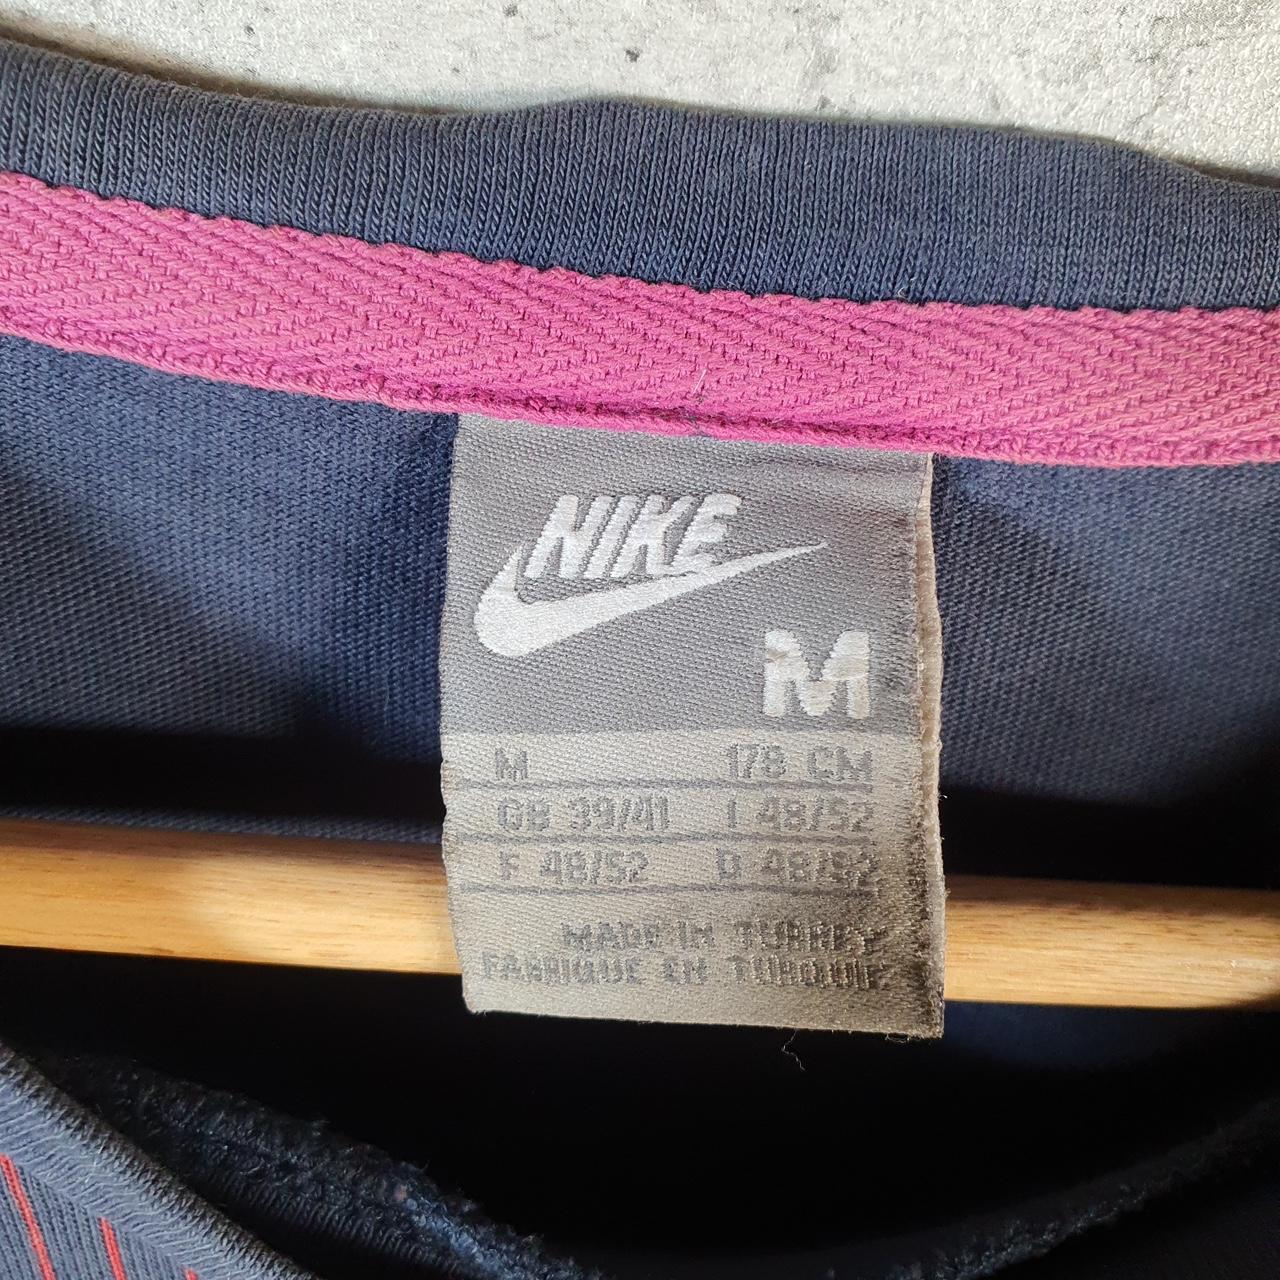 NIKE
M
M 178 CM
GB 39/41 I 48/52
F 48/52 D 48/52
MADE IN TURKEY
FABRIQUE EN TURQUIE